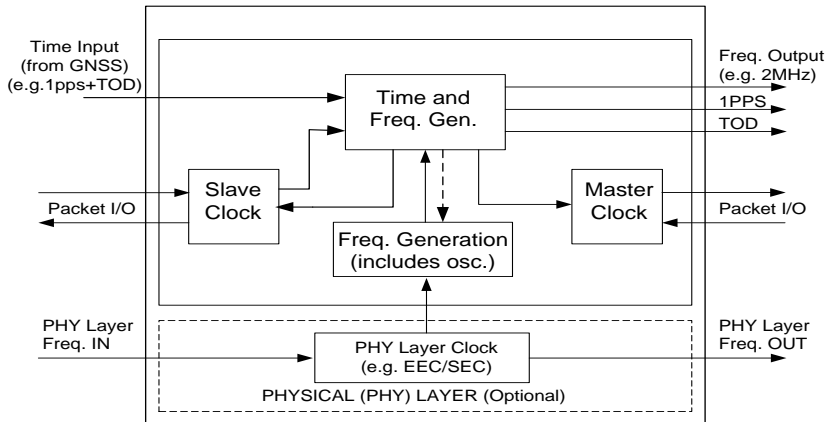 Time Input
(from GNSS)
(e.g.1pps+TOD)
Time and
Freq. Gen.
Freq. Output
(e.g. 2MHz)
1PPS
TOD
Slave
Clock
Packet I/O
Master
Clock
Packet I/O
Freq. Generation
(includes osc.)
PHY Layer
Freq. IN
PHY Layer Clock
(e.g. EEC/SEC)
PHY Layer
Freq. OUT
PHYSICAL (PHY) LAYER (Optional)